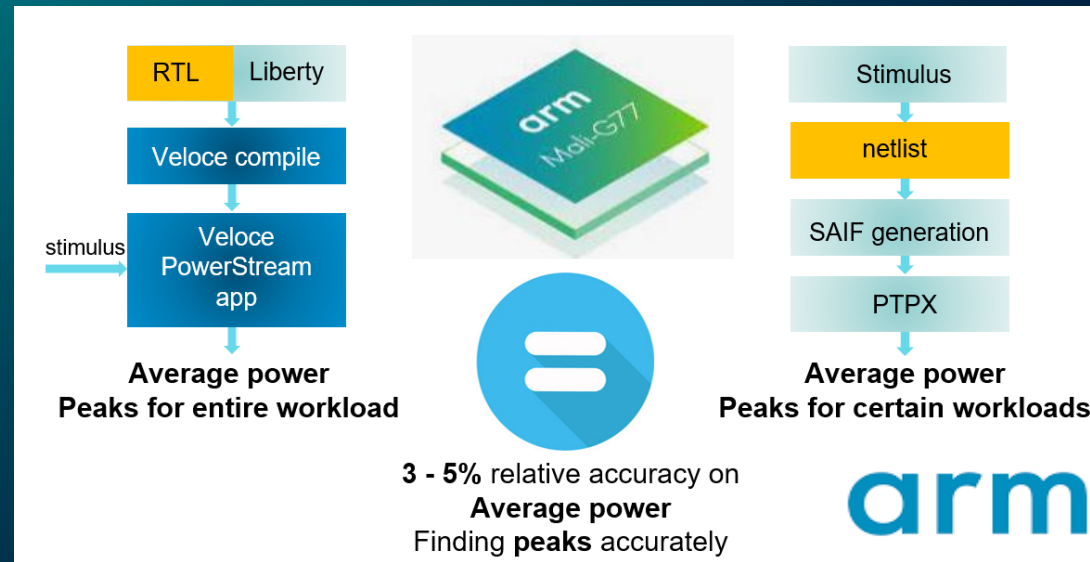 RTL
Liberty
Veloce compile
stimulus
Veloce
PowerStream
app
Average power
Peaks for entire workload
arm
Mali-G77
3 - 5% relative accuracy on
Average power
Finding peaks accurately
Stimulus
netlist
SAIF generation
PTPX
Average power
Peaks for certain workloads
arm